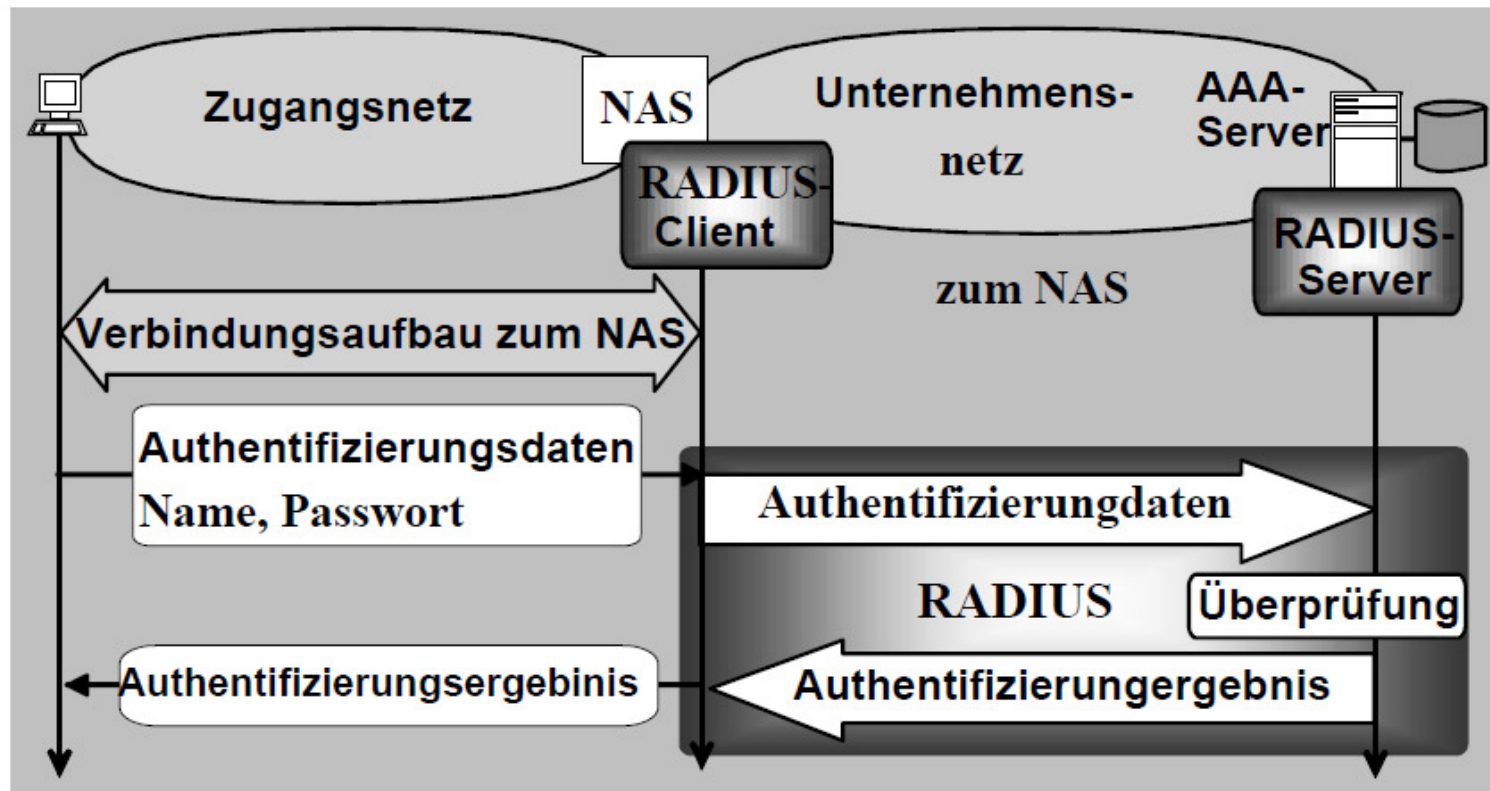 Zugangsnetz
NAS
Unternehmens-
netz
AAA-
Server
RADIUS-
Client
RADIUS-
Server
zum NAS
Verbindungsaufbau zum NAS
Authentifizierungsdaten
Name, Passwort
Authentifizierungdaten
RADIUS
Überprüfung
Authentifizierungsergebinis
Authentifizierungergebnis